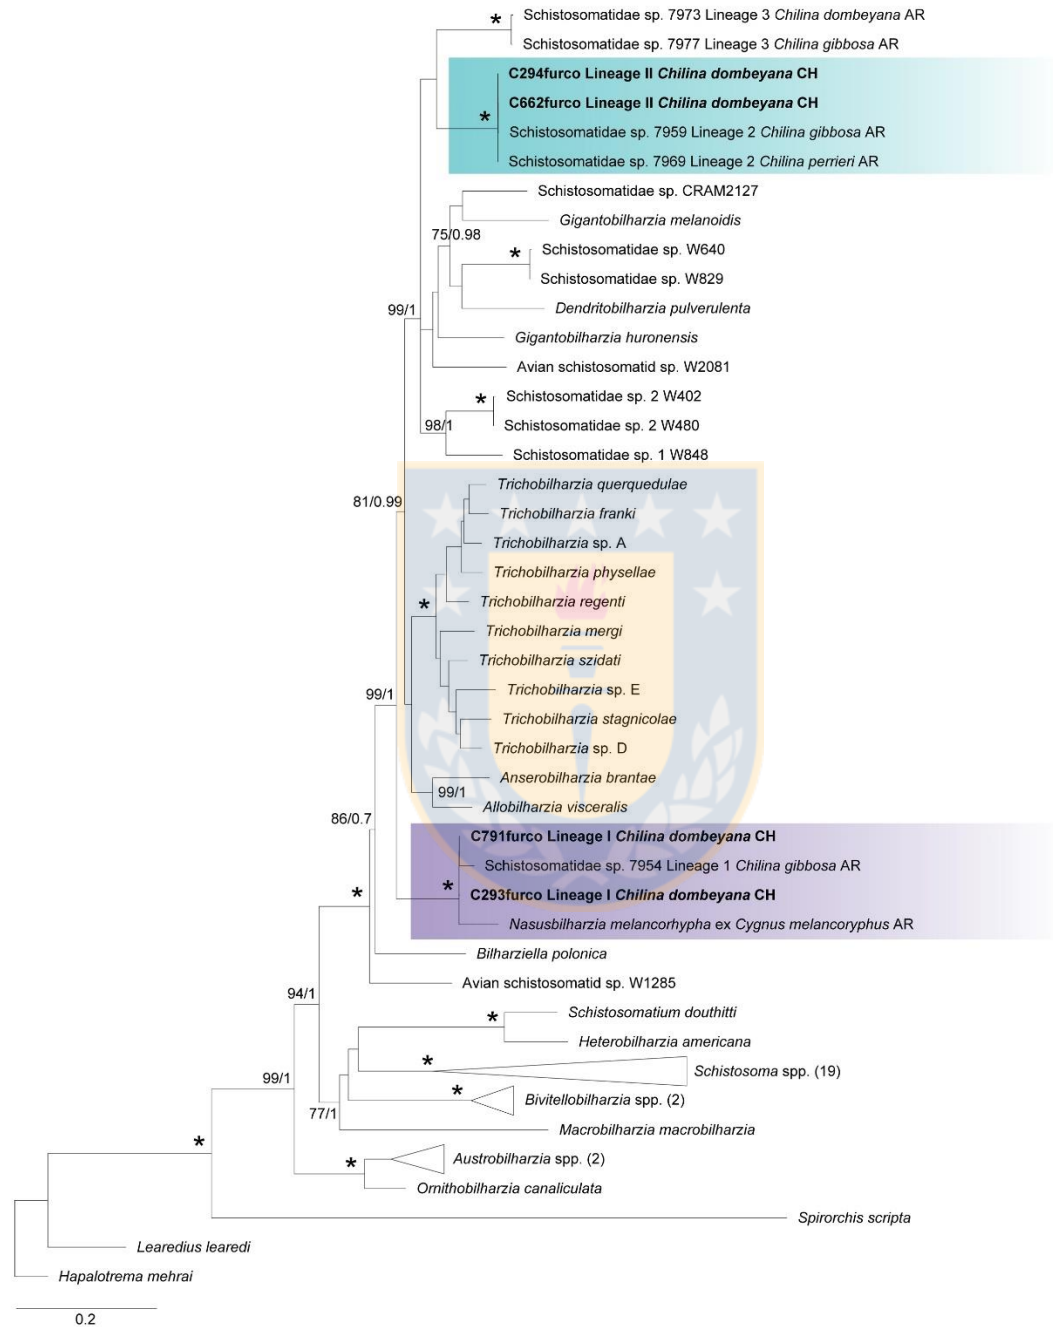 * Schistosomatidae sp. 7973 Lineage 3 Chilina dombeyana AR
Schistosomatidae sp. 7977 Lineage 3 Chilina gibbosa AR
C294furco Lineage II Chilina dombeyana CH
C662furco Lineage II Chilina dombeyana CH
* Schistosomatidae sp. 7959 Lineage 2 Chilina gibbosa AR
Schistosomatidae sp. 7969 Lineage 2 Chilina perrieri AR
Schistosomatidae sp. CRAM2127
Gigantobilharzia melanoidis
75/0.98
* Schistosomatidae sp. W640
Schistosomatidae sp. W829
99/1 Dendritobilharzia pulverulenta
Gigantobilharzia huronensis
Avian schistosomatid sp. W2081
* Schistosomatidae sp. 2 W402
98/1 Schistosomatidae sp. 2 W480
Schistosomatidae sp. 1 W848
Trichobilharzia querquedulae
81/0.99
Trichobilharzia franki
Trichobilharzia sp. A
Trichobilharzia physellae
* Trichobilharzia regenti
Trichobilharzia mergi
Trichobilharzia szidati
99/1 Trichobilharzia sp. E
Trichobilharzia stagnicolae
Trichobilharzia sp. D
Anserobilharzia brantae
99/1
Allobilharzia visceralis
86/0.7
C791furco Lineage I Chilina dombeyana CH
Schistosomatidae sp. 7954 Lineage 1 Chilina gibbosa AR
* * C293furco Lineage I Chilina dombeyana CH
Nasusbilharzia melancorhypha ex Cygnus melancoryphus AR
Bilharziella polonica
Avian schistosomatid sp. W1285
94/1
* Schistosomatium douthitti
Heterobilharzia americana
* Schistosoma spp. (19)
99/1
* Bivitellobilharzia spp. (2)
77/1
Macrobilharzia macrobilharzia
*
* Austrobilharzia spp. (2)
Ornithobilharzia canaliculata
Spirorchis scripta
Learedius learedi
Hapalotrema mehrai
0.2